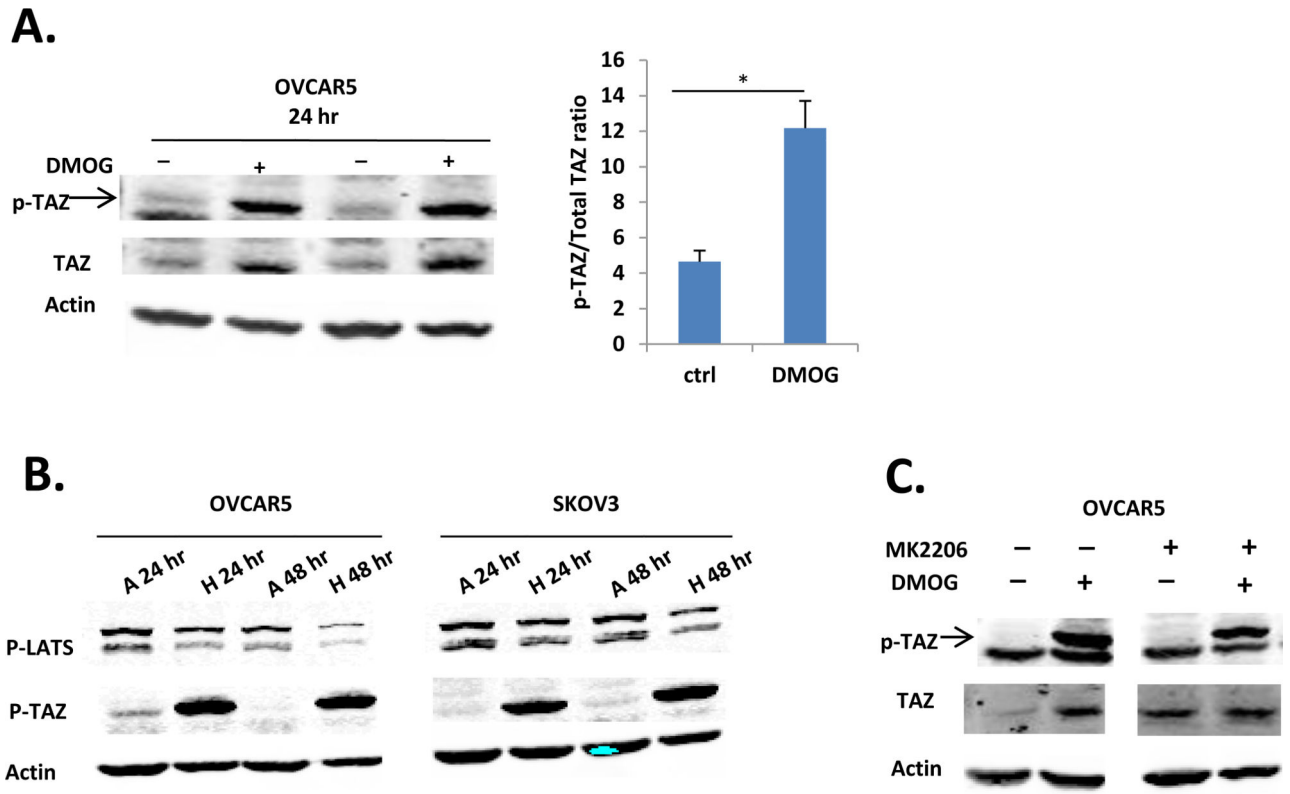 A.
OVCAR5
24 hr
DMOG − + − +
p-TAZ
TAZ
Actin
p-TAZ/Total TAZ ratio
16
14
12
10
8
6
4
2
0
*
ctrl DMOG
B.
OVCAR5
A 24 hr H 24 hr A 48 hr H 48 hr
SKOV3
A 24 hr H 24 hr A 48 hr H 48 hr
P-LATS
P-TAZ
Actin
C.
OVCAR5
MK2206 − − + +
DMOG − + − +
p-TAZ
TAZ
Actin